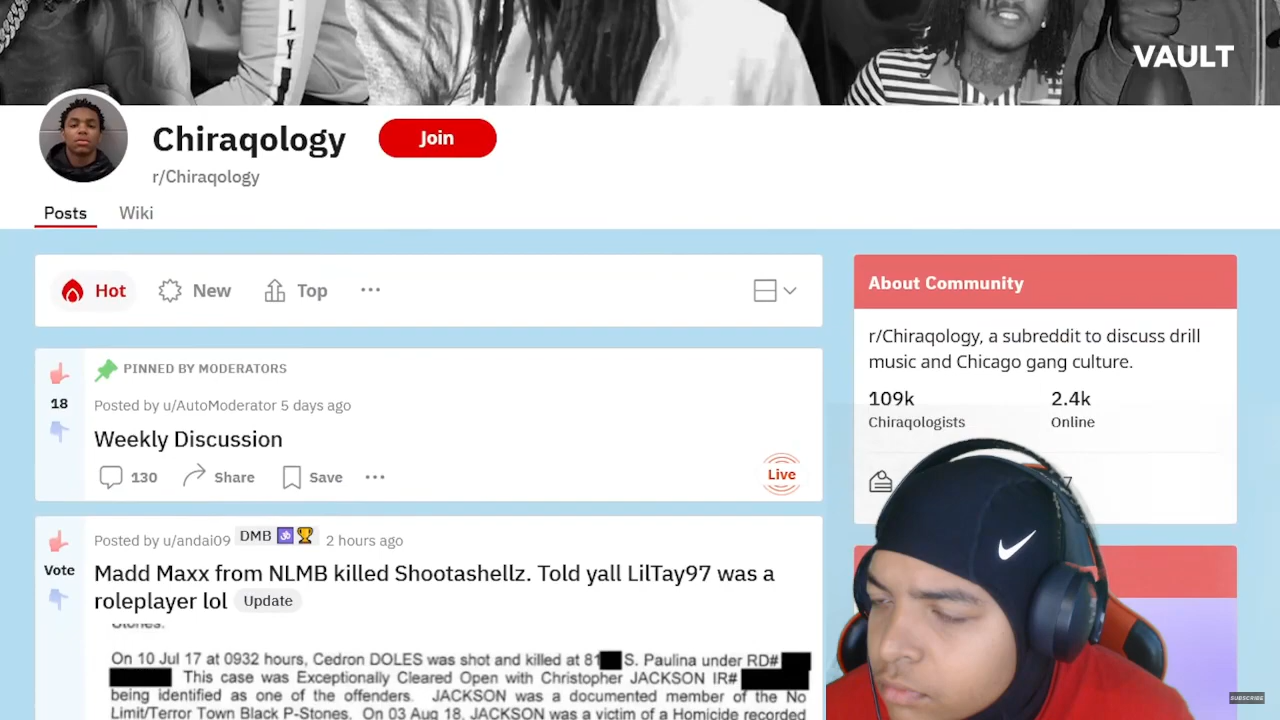 VAULT
Chiraqology
Join
r/Chiraqology
Posts Wiki
Hot New Top
About Community
r/Chiraqology, a subreddit to discuss drill
music and Chicago gang culture.
109k 2.4k
Chiraqologists Online
7
PINNED BY MODERATORS
18
Posted by u/AutoModerator 5 days ago
Weekly Discussion
130 Share Save
Live
Posted by u/andai09 DMB 2 hours ago
Vote
Madd Maxx from NLMB killed Shootashellz. Told yall LilTay97 was a
roleplayer lol Update
On 10 Jul 17 at 0932 hours, Cedron DOLES was shot and killed at 81 S. Paulina under RD#
This case was Exceptionally Cleared Open with Christopher JACKSON IR#
being identified as one of the offenders. JACKSON was a documented member of the No
Limit/Terror Town Black P-Stones. On 03 Aug 18, JACKSON was a victim of a Homicide recorded
SUBSCRIBE